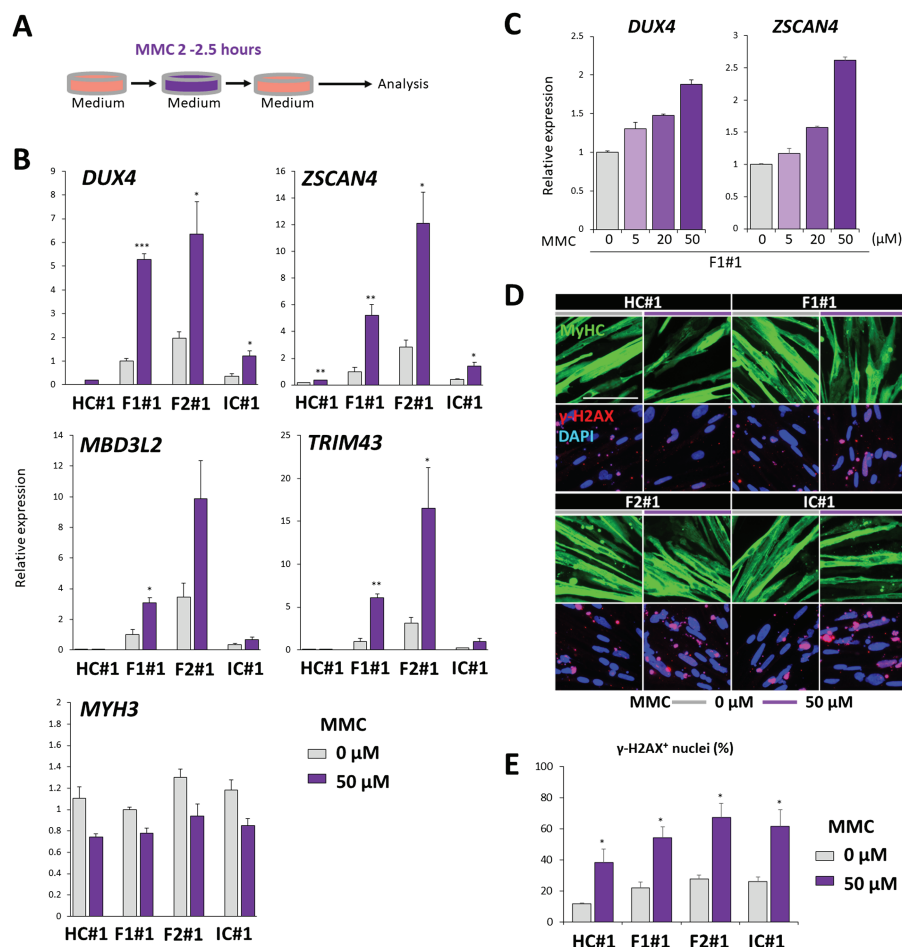 A
MMC 2 -2.5 hours
Medium
Medium
Medium
Analysis
B
DUX4
9
8
7
6
5
4
3
2
1
0
***
*
*
HC#1 F1#1 F2#1 IC#1
ZSCAN4
16
14
12
10
8
6
4
2
0
**
**
*
*
HC#1 F1#1 F2#1 IC#1
Relative expression
MBD3L2
14
12
10
8
6
4
2
0
*
HC#1 F1#1 F2#1 IC#1
TRIM43
25
20
15
10
5
0
**
*
HC#1 F1#1 F2#1 IC#1
MYH3
2
1.8
1.6
1.4
1.2
1
0.8
0.6
0.4
0.2
0
HC#1 F1#1 F2#1 IC#1
MMC
0 μM
50 μM
C
DUX4
Relative expression
2.5
2
1.5
1
0.5
ZSCAN4
3
2.5
2
1.5
1
0.5
MMC 0 5 20 50 0 5 20 50 (μM)
F1#1
D
HC#1 F1#1
MyHC
γ-H2AX
DAPI
F2#1 IC#1
MMC 0 μM 50 μM
E
γ-H2AX⁺ nuclei (%)
100
80
60
40
20
0
*
*
*
*
HC#1 F1#1 F2#1 IC#1
MMC
0 μM
50 μM